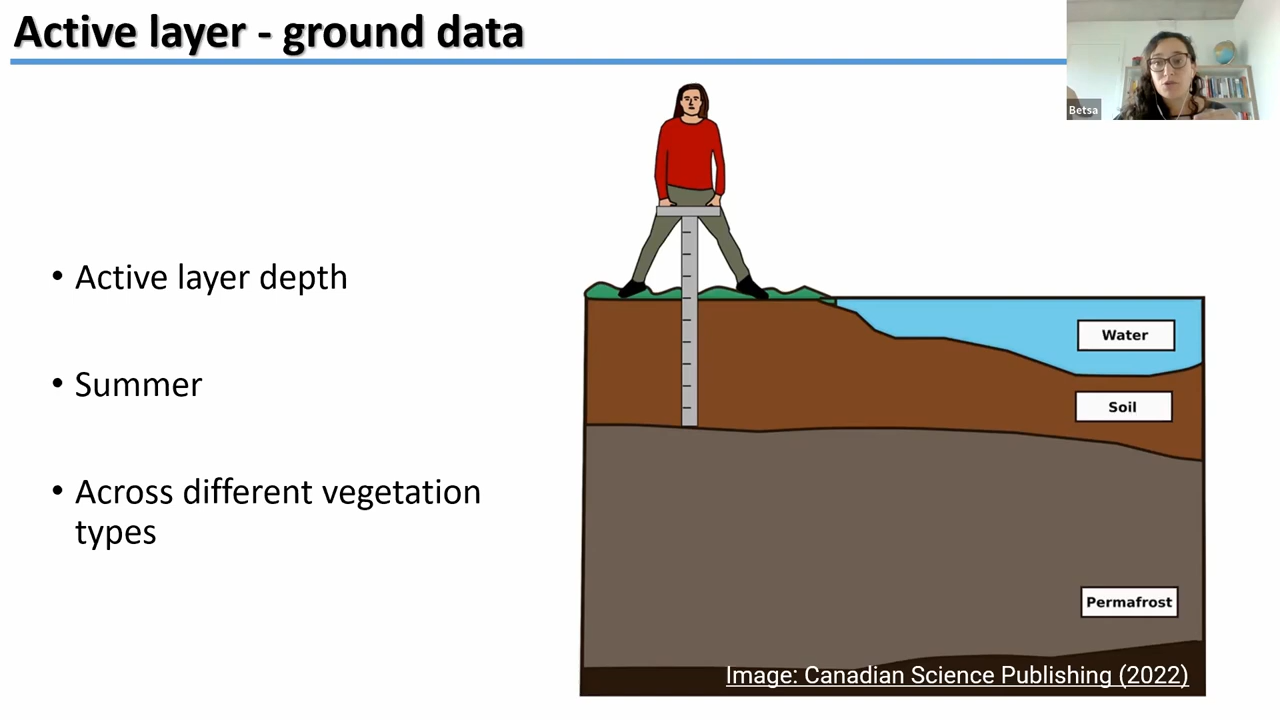 Active layer - ground data
Betsa
• Active layer depth
• Summer
• Across different vegetation
types
Water
Soil
Permafrost
Image: Canadian Science Publishing (2022)